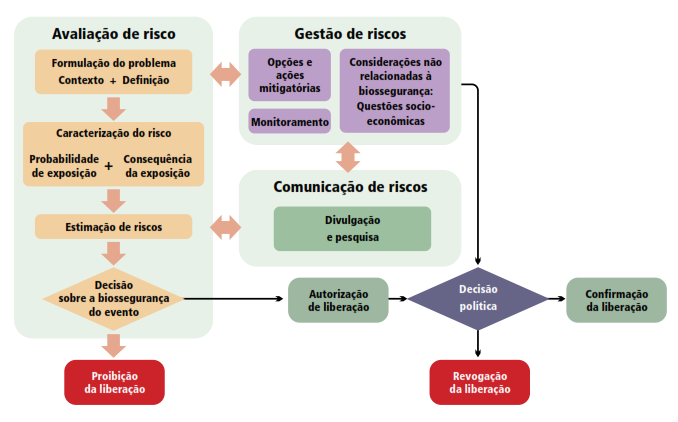 Avaliação de risco
Formulação do problema
Contexto + Definição
Caracterização do risco
Probabilidade
de exposição
+
Consequência
da exposição
Estimação de riscos
Decisão
sobre a biossegurança
do evento
Proibição
da liberação
Gestão de riscos
Opções e
ações
mitigatórias
Monitoramento
Considerações não
relacionadas à
biossegurança:
Questões socio-
econômicas
Comunicação de riscos
Divulgação
e pesquisa
Autorização
de liberação
Decisão
política
Confirmação
da liberação
Revogação
da liberação